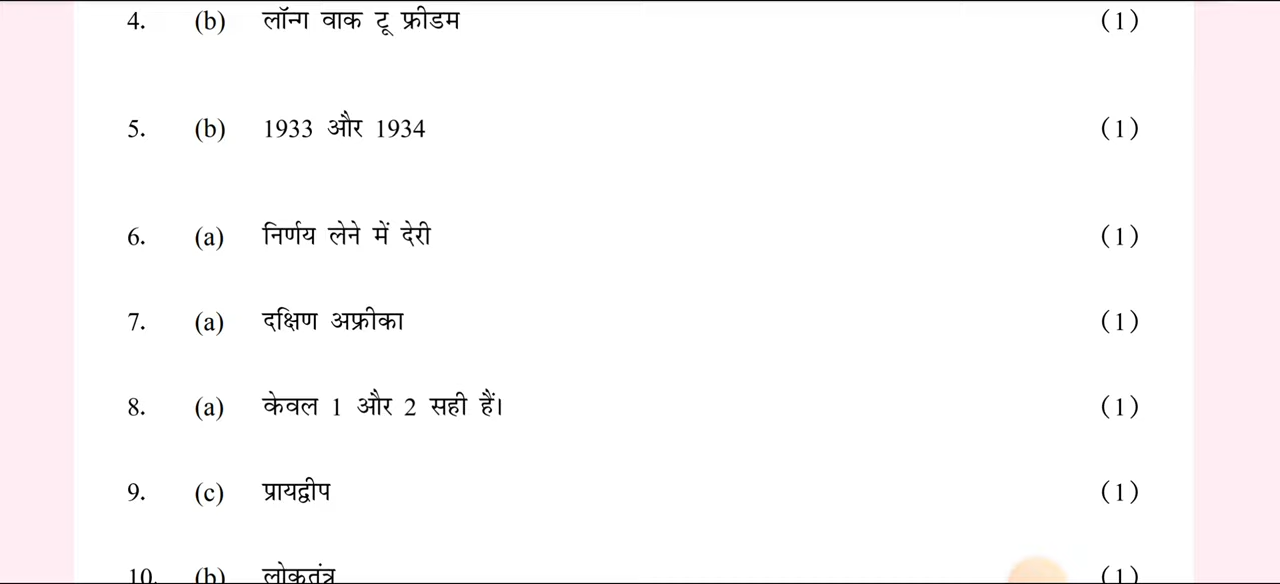 4. (b) लॉन्ग वाक टू फ्रीडम (1)
5. (b) 1933 और 1934 (1)
6. (a) निर्णय लेने में देरी (1)
7. (a) दक्षिण अफ्रीका (1)
8. (a) केवल 1 और 2 सही हैं। (1)
9. (c) प्रायद्वीप (1)
10. (b) लोकतंत्र (1)